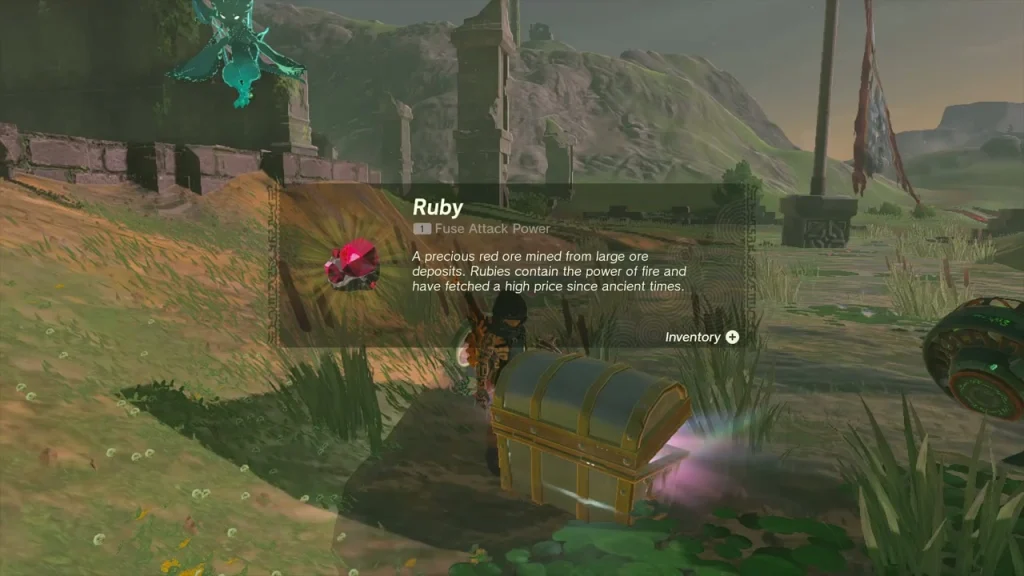 Ruby
1 Fuse Attack Power
A precious red ore mined from large ore
deposits. Rubies contain the power of fire and
have fetched a high price since ancient times.
Inventory